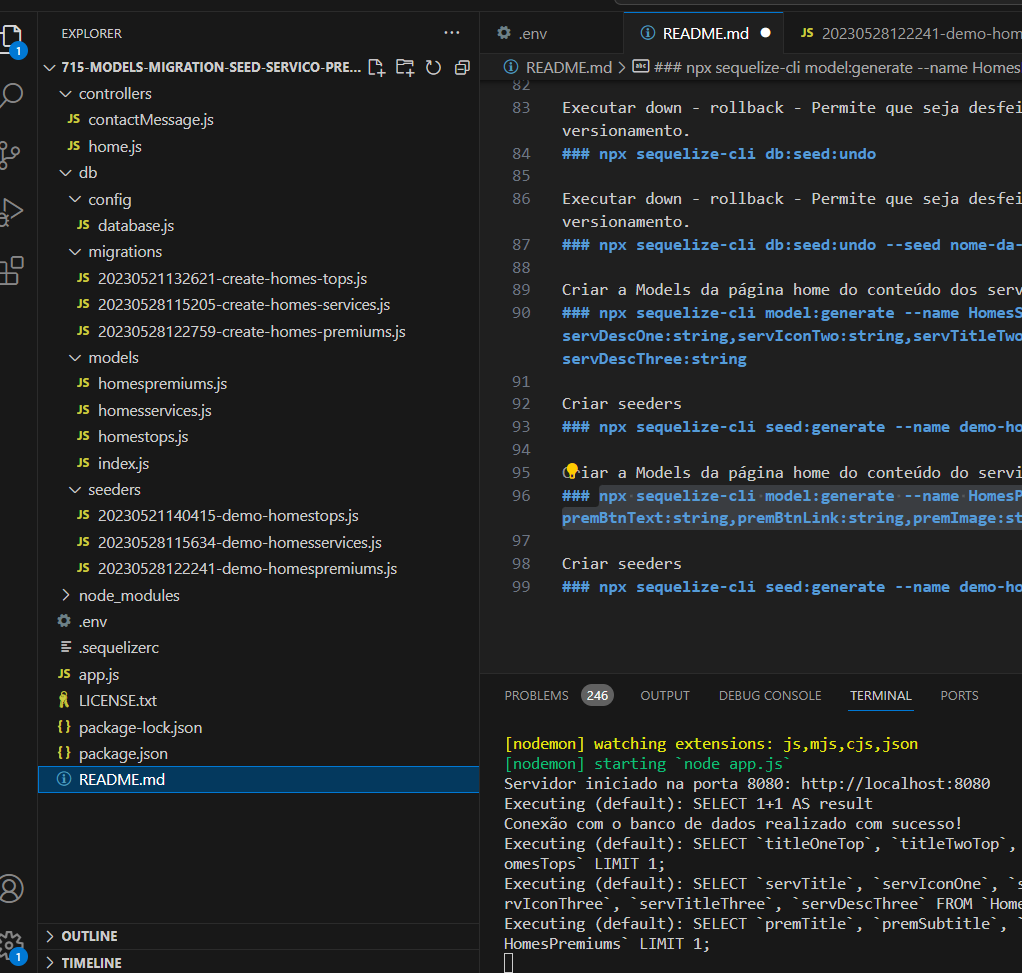 1
EXPLORER
···
715-MODELS-MIGRATION-SEED-SERVICO-PRE...
controllers
JS contactMessage.js
JS home.js
db
config
JS database.js
migrations
JS 20230521132621-create-homes-tops.js
JS 20230528115205-create-homes-services.js
JS 20230528122759-create-homes-premiums.js
models
JS homespremiums.js
JS homesservices.js
JS homestops.js
JS index.js
seeders
JS 20230521140415-demo-homestops.js
JS 20230528115634-demo-homesservices.js
JS 20230528122241-demo-homespremiums.js
node_modules
.env
.sequelizerc
JS app.js
LICENSE.txt
{} package-lock.json
{} package.json
README.md
OUTLINE
TIMELINE
1
.env
README.md
JS 20230528122241-demo-hom
README.md > abc ### npx sequelize-cli model:generate --name Homes
82
83 Executar down - rollback - Permite que seja desfei
versionamento.
84 ### npx sequelize-cli db:seed:undo
85
86 Executar down - rollback - Permite que seja desfei
versionamento.
87 ### npx sequelize-cli db:seed:undo --seed nome-da-
88
89 Criar a Models da página home do conteúdo dos serv
90 ### npx sequelize-cli model:generate --name HomesS
servDescOne:string,servIconTwo:string,servTitleTwo
servDescThree:string
91
92 Criar seeders
93 ### npx sequelize-cli seed:generate --name demo-ho
94
95 Criar a Models da página home do conteúdo do servi
96 ### npx sequelize-cli model:generate --name HomesP
premBtnText:string,premBtnLink:string,premImage:st
97
98 Criar seeders
99 ### npx sequelize-cli seed:generate --name demo-ho
PROBLEMS 246 OUTPUT DEBUG CONSOLE TERMINAL PORTS
[nodemon] watching extensions: js,mjs,cjs,json
[nodemon] starting `node app.js`
Servidor iniciado na porta 8080: http://localhost:8080
Executing (default): SELECT 1+1 AS result
Conexão com o banco de dados realizado com sucesso!
Executing (default): SELECT `titleOneTop`, `titleTwoTop`,
omesTops` LIMIT 1;
Executing (default): SELECT `servTitle`, `servIconOne`, `s
rvIconThree`, `servTitleThree`, `servDescThree` FROM `Home
Executing (default): SELECT `premTitle`, `premSubtitle`, `
HomesPremiums` LIMIT 1;